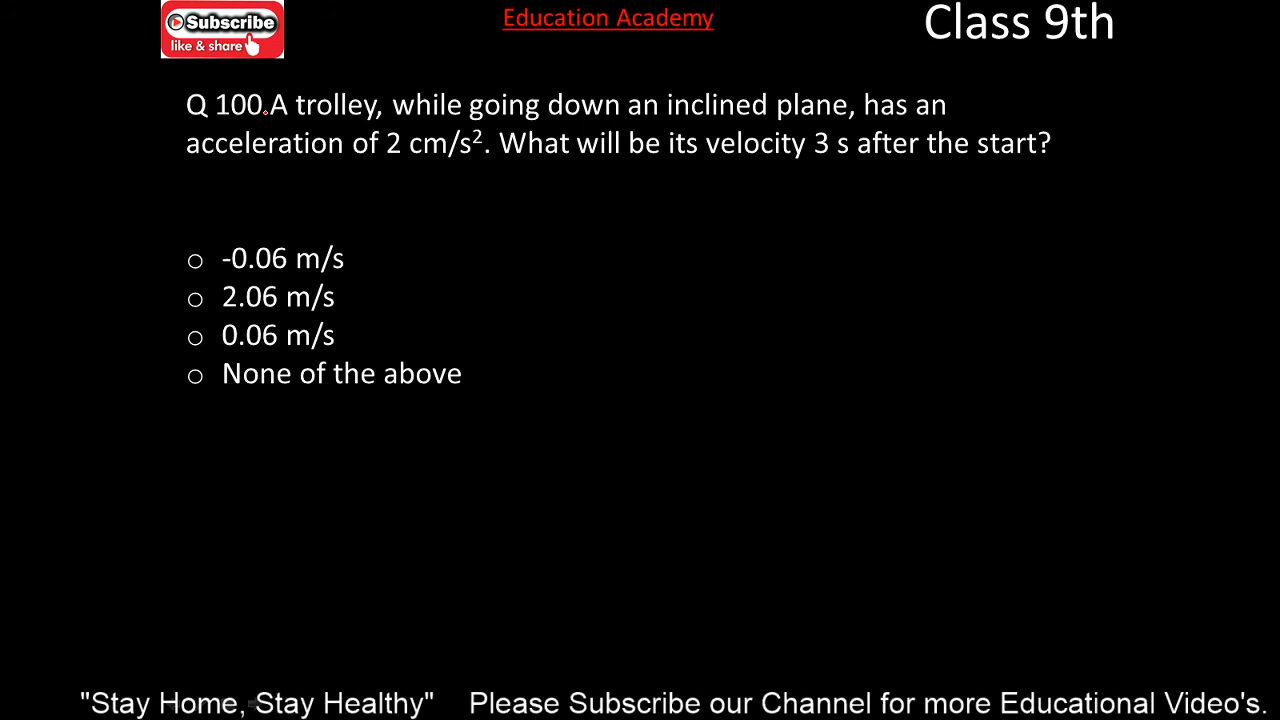 Subscribe
like & share
Education Academy
Class 9th
Q 100.A trolley, while going down an inclined plane, has an
acceleration of 2 cm/s². What will be its velocity 3 s after the start?
o -0.06 m/s
o 2.06 m/s
o 0.06 m/s
o None of the above
"Stay Home, Stay Healthy" Please Subscribe our Channel for more Educational Video's.